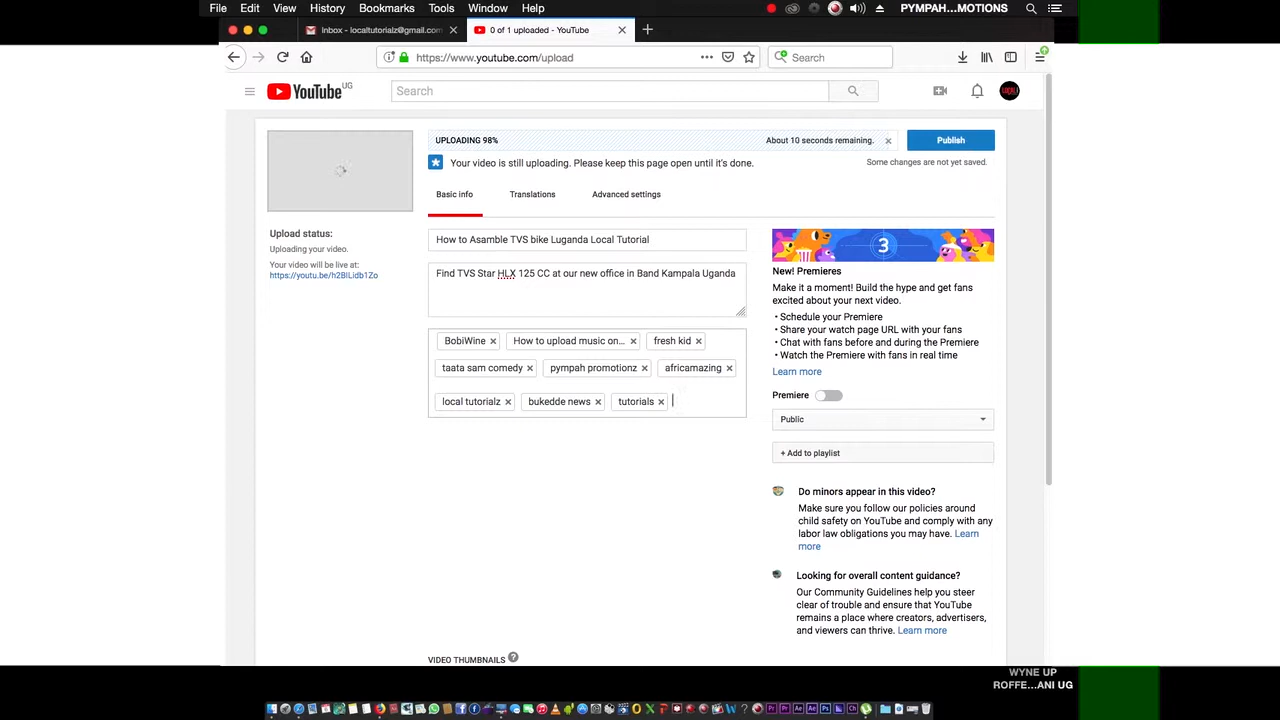 File Edit View History Bookmarks Tools Window Help PYMPAH...MOTIONS
Inbox - localtutorialz@gmail.com
0 of 1 uploaded - YouTube
https://www.youtube.com/upload
Search
YouTube UG
Search
UPLOADING 98%
About 10 seconds remaining.
Publish
Your video is still uploading. Please keep this page open until it's done.
Some changes are not yet saved.
Basic info
Translations
Advanced settings
Upload status:
Uploading your video.
Your video will be live at:
https://youtu.be/h2BILidb1Zo
How to Asamble TVS bike Luganda Local Tutorial
Find TVS Star HLX 125 CC at our new office in Band Kampala Uganda
BobiWine
How to upload music on...
fresh kid
taata sam comedy
pympah promotionz
africamazing
local tutorialz
bukedde news
tutorials
3
New! Premieres
Make it a moment! Build the hype and get fans
excited about your next video.
• Schedule your Premiere
• Share your watch page URL with your fans
• Chat with fans before and during the Premiere
• Watch the Premiere with fans in real time
Learn more
Premiere
Public
+ Add to playlist
Do minors appear in this video?
Make sure you follow our policies around
child safety on YouTube and comply with any
labor law obligations you may have. Learn
more
Looking for overall content guidance?
Our Community Guidelines help you steer
clear of trouble and ensure that YouTube
remains a place where creators, advertisers,
and viewers can thrive. Learn more
VIDEO THUMBNAILS ?
WYNE UP
ROFFE...ANI UG